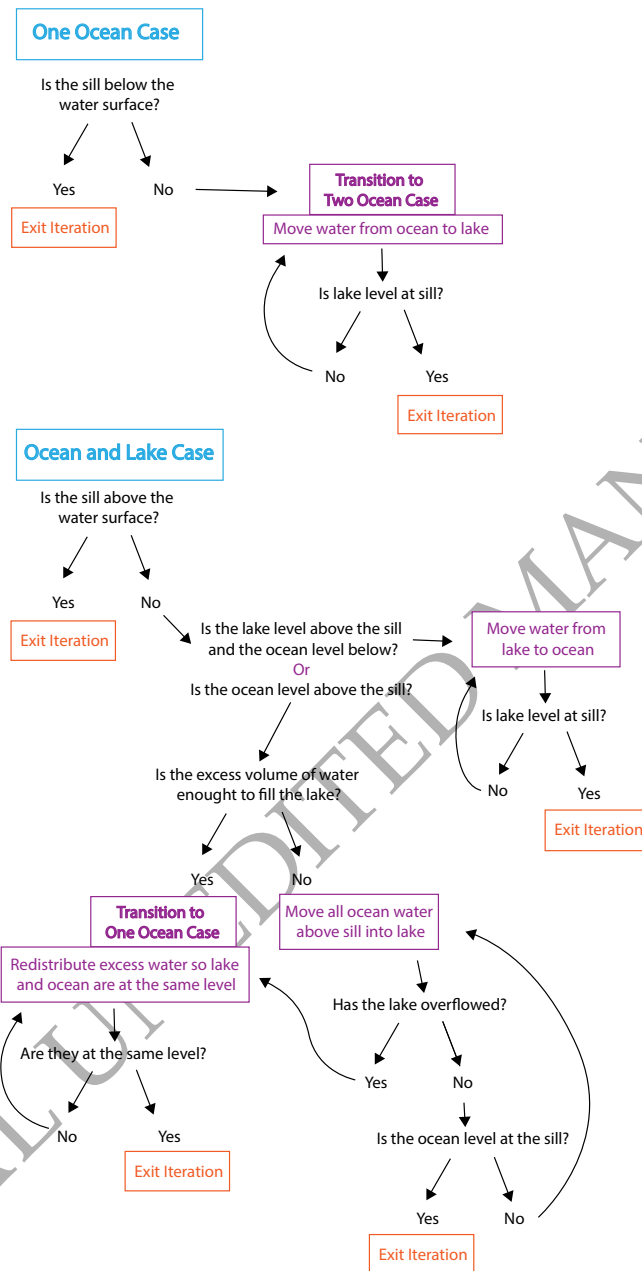 One Ocean Case
Is the sill below the
water surface?
Yes
No
Exit Iteration
Transition to
Two Ocean Case
Move water from ocean to lake
Is lake level at sill?
No
Yes
Exit Iteration
Ocean and Lake Case
Is the sill above the
water surface?
Yes
No
Exit Iteration
Is the lake level above the sill
and the ocean level below?
Or
Is the ocean level above the sill?
Move water from
lake to ocean
Is lake level at sill?
No
Yes
Exit Iteration
Is the excess volume of water
enought to fill the lake?
Yes
No
Transition to
One Ocean Case
Redistribute excess water so lake
and ocean are at the same level
Are they at the same level?
No
Yes
Exit Iteration
Move all ocean water
above sill into lake
Has the lake overflowed?
Yes
No
Is the ocean level at the sill?
Yes
No
Exit Iteration
AL UNEDITED MAN